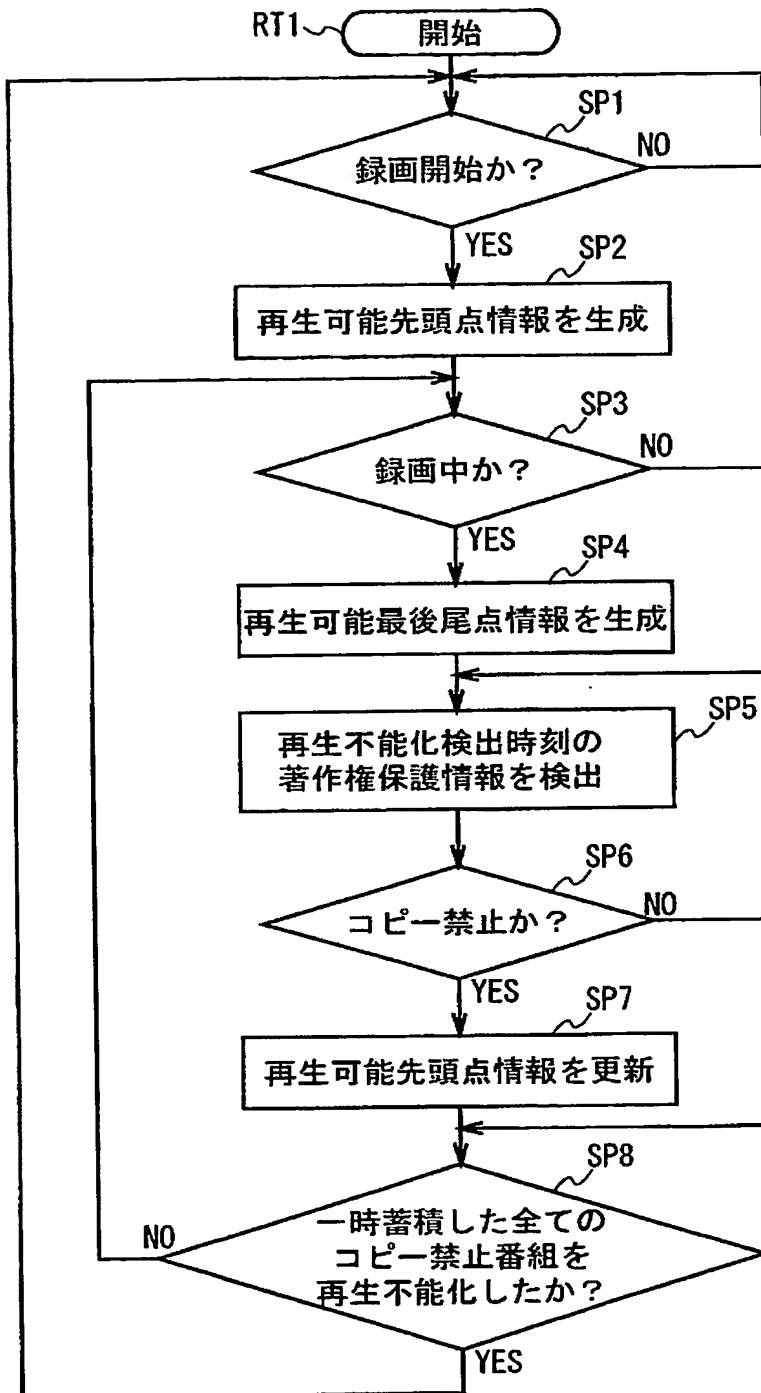 RT1
開始
SP1
録画開始か？
NO
YES
SP2
再生可能先頭点情報を生成
SP3
録画中か？
NO
YES
SP4
再生可能最後尾点情報を生成
SP5
再生不能化検出時刻の
著作権保護情報を検出
SP6
コピー禁止か？
NO
YES
SP7
再生可能先頭点情報を更新
SP8
NO
一時蓄積した全ての
コピー禁止番組を
再生不能化したか？
YES